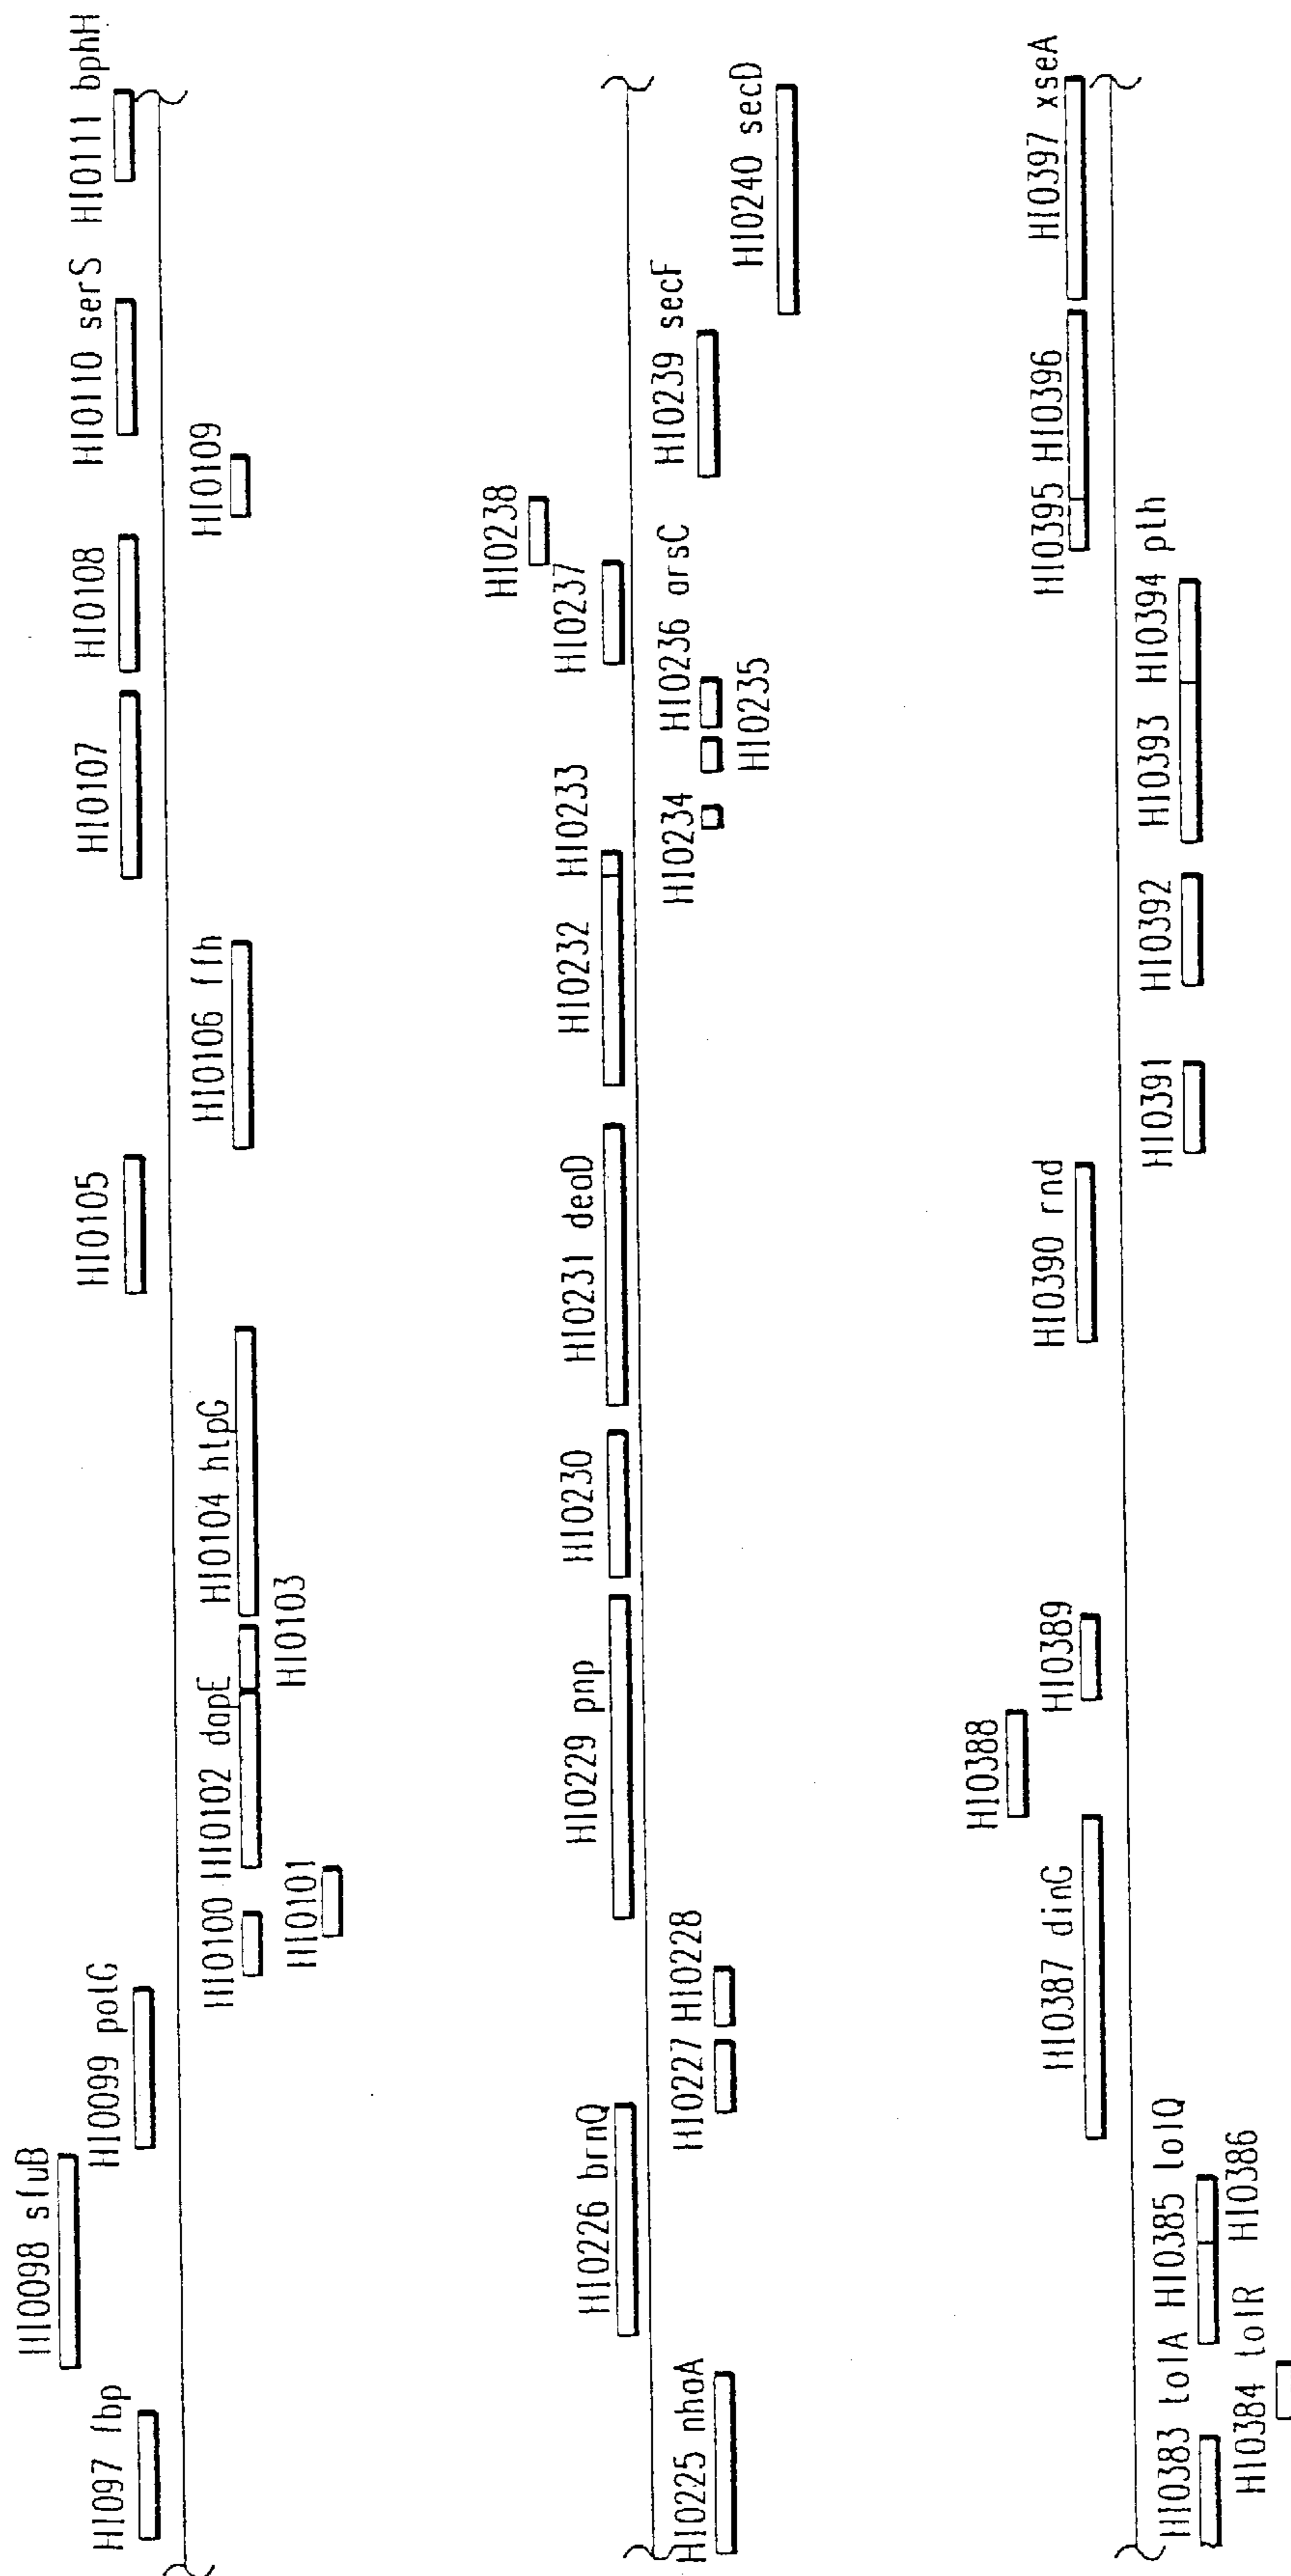 HI097 fbp
HI0098 sfuB
HI0099 potG
HI0100
HI0101
HI0102 dapE
HI0103
HI0104 htpG
HI0105
HI0106 ffh
HI0107
HI0108
HI0109
HI0110 serS
HI0111 bphH
HI0225 nhaA
HI0226 brnQ
HI0227
HI0228
HI0229 pnp
HI0230
HI0231 deaD
HI0232
HI0233
HI0234
HI0235
HI0236 arsC
HI0237
HI0238
HI0239 secF
HI0240 secD
HI0383 tolA
HI0384 tolR
HI0385 tolQ
HI0386
HI0387 dinG
HI0388
HI0389
HI0390 rnd
HI0391
HI0392
HI0393
HI0394 pth
HI0395
HI0396
HI0397 xseA